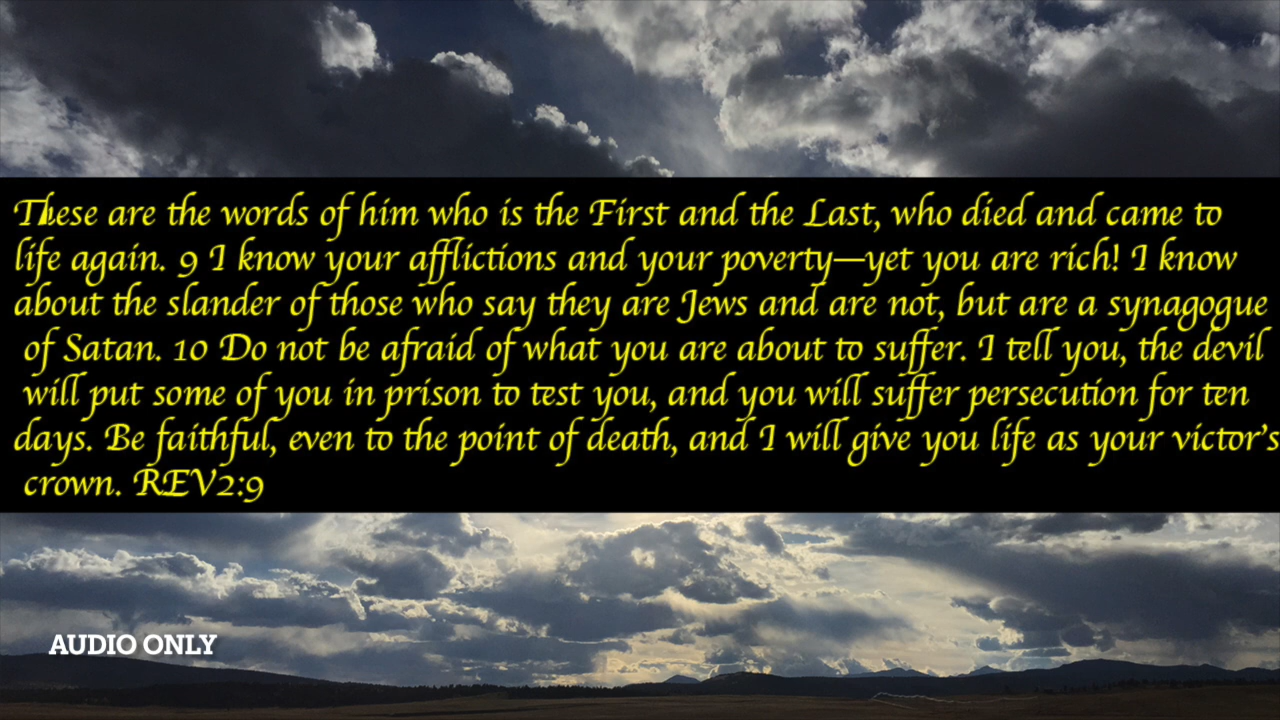 These are the words of him who is the First and the Last, who died and came to
life again. 9 I know your afflictions and your poverty—yet you are rich! I know
about the slander of those who say they are Jews and are not, but are a synagogue
of Satan. 10 Do not be afraid of what you are about to suffer. I tell you, the devil
will put some of you in prison to test you, and you will suffer persecution for ten
days. Be faithful, even to the point of death, and I will give you life as your victor's
crown. REV2:9
AUDIO ONLY